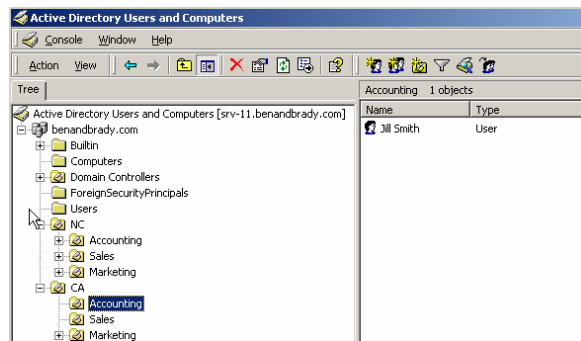 Active Directory Users and Computers
Console Window Help
Action View
Tree
Accounting 1 objects
Active Directory Users and Computers [srv-11.benandbrady.com]
Name Type
benandbrady.com
Jill Smith User
Builtin
Computers
Domain Controllers
ForeignSecurityPrincipals
Users
NC
Accounting
Sales
Marketing
CA
Accounting
Sales
Marketing